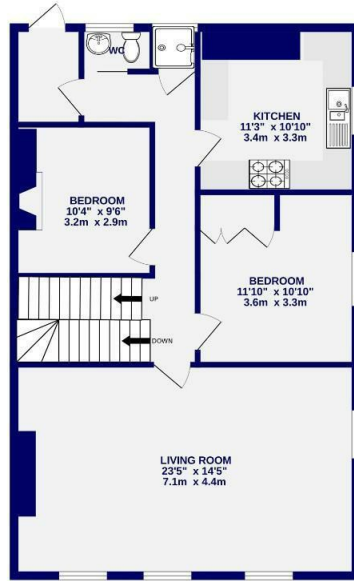 WC
KITCHEN
11'3" x 10'10"
3.4m x 3.3m
BEDROOM
10'4" x 9'6"
3.2m x 2.9m
BEDROOM
11'10" x 10'10"
3.6m x 3.3m
UP
DOWN
LIVING ROOM
23'5" x 14'5"
7.1m x 4.4m